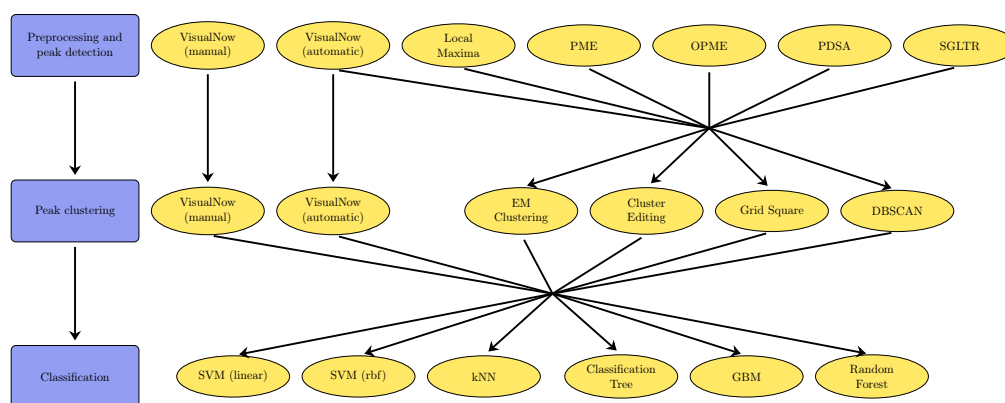 Preprocessing and
peak detection
VisualNow
(manual)
VisualNow
(automatic)
Local
Maxima
PME
OPME
PDSA
SGLTR
Peak clustering
VisualNow
(manual)
VisualNow
(automatic)
EM
Clustering
Cluster
Editing
Grid Square
DBSCAN
Classification
SVM (linear)
SVM (rbf)
kNN
Classification
Tree
GBM
Random
Forest